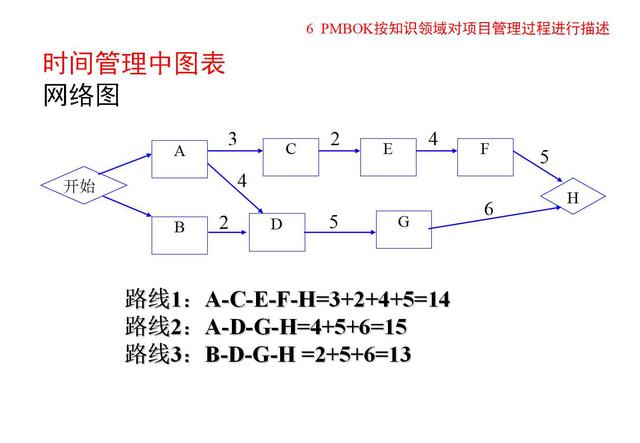 6 PMBOK按知识领域对项目管理过程进行描述
时间管理中图表
网络图
A 3 C 2 E 4 F 5
开始 4 H
B 2 D 5 G 6
路线1：A-C-E-F-H=3+2+4+5=14
路线2：A-D-G-H=4+5+6=15
路线3：B-D-G-H =2+5+6=13